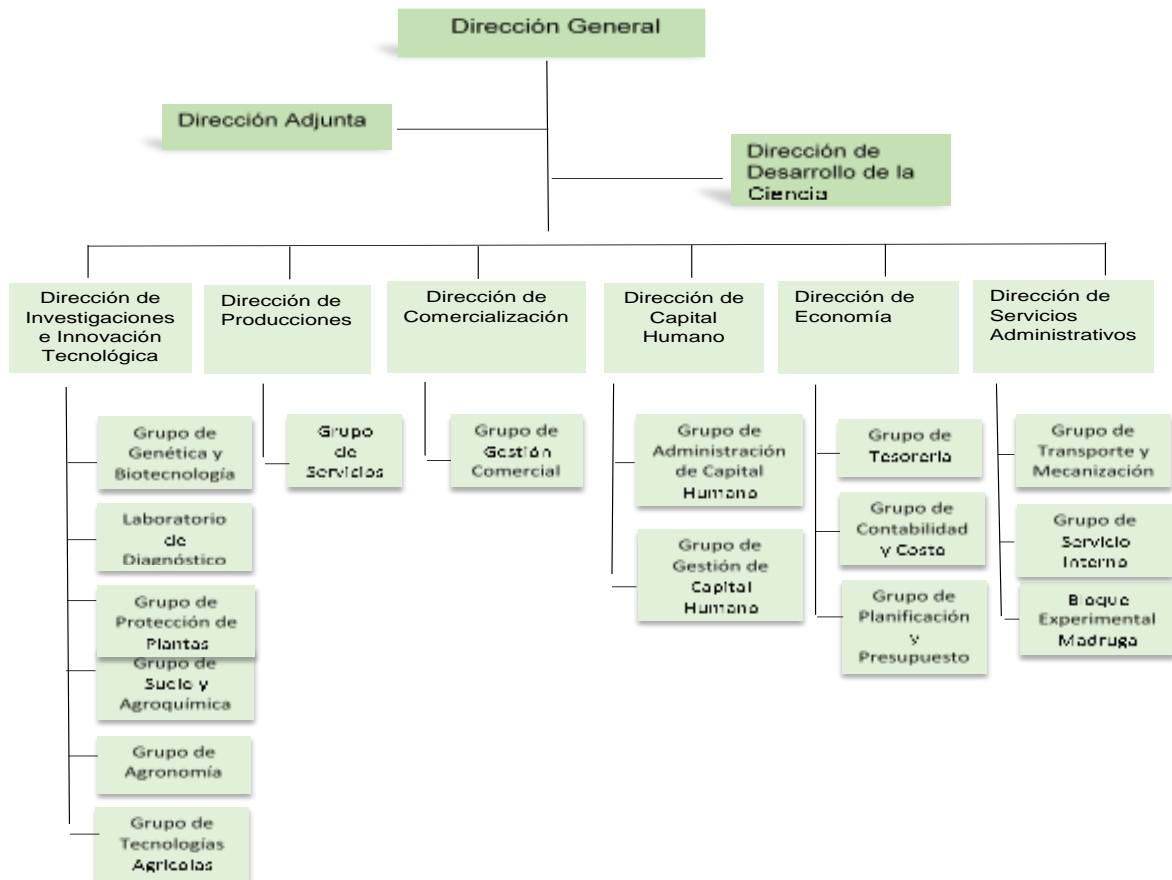 Dirección General
Dirección Adjunta
Dirección de
Desarrollo de la
Ciencia
Dirección de
Investigaciones
e Innovación
Tecnológica
Dirección de
Producciones
Dirección de
Comercialización
Dirección de
Capital
Humano
Dirección de
Economía
Dirección de
Servicios
Administrativos
Grupo de
Genética y
Biotecnología
Laboratorio
de
Diagnóstico
Grupo de
Protección de
Plantas
Grupo de
Suelo y
Agroquímica
Grupo de
Agronomía
Grupo de
Tecnologías
Agrícolas
Grupo
de
Servicios
Grupo de
Gestión
Comercial
Grupo de
Administración
de Capital
Humano
Grupo de
Gestión de
Capital
Humano
Grupo de
Tesorería
Grupo de
Contabilidad
y Costo
Grupo de
Planificación
y
Presupuesto
Grupo de
Transporte y
Mecanización
Grupo de
Servicio
Interno
Bloque
Experimental
Madruga